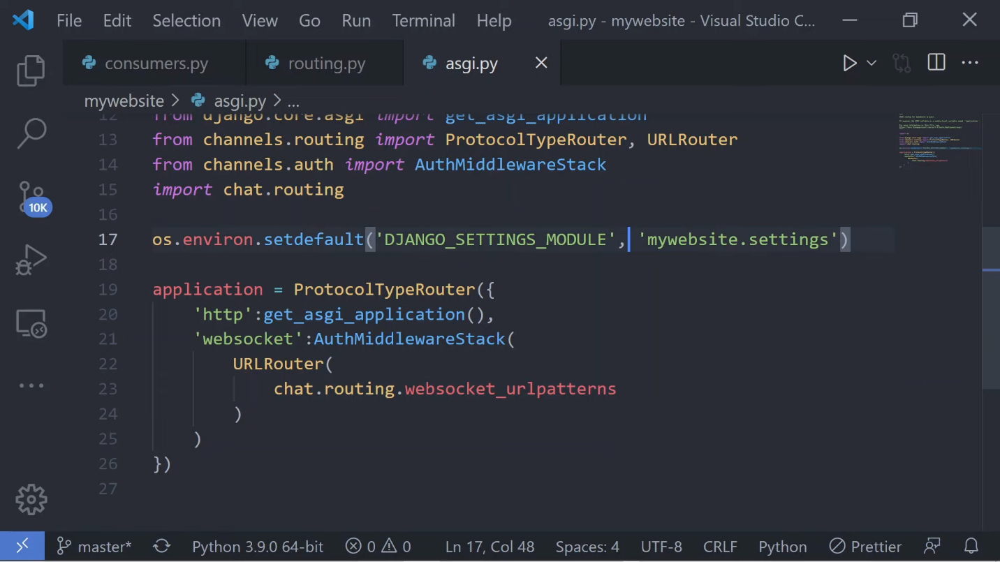 File Edit Selection View Go Run Terminal Help asgi.py - mywebsite - Visual Studio C...
consumers.py routing.py asgi.py
mywebsite > asgi.py > ...
12 from django.core.asgi import get_asgi_application
13 from channels.routing import ProtocolTypeRouter, URLRouter
14 from channels.auth import AuthMiddlewareStack
15 import chat.routing
16
10K
17 os.environ.setdefault('DJANGO_SETTINGS_MODULE', 'mywebsite.settings')
18
19 application = ProtocolTypeRouter({
20 'http':get_asgi_application(),
21 'websocket':AuthMiddlewareStack(
22 URLRouter(
23 chat.routing.websocket_urlpatterns
24 )
25 )
26 })
27
master* Python 3.9.0 64-bit 0 0 Ln 17, Col 48 Spaces: 4 UTF-8 CRLF Python Prettier